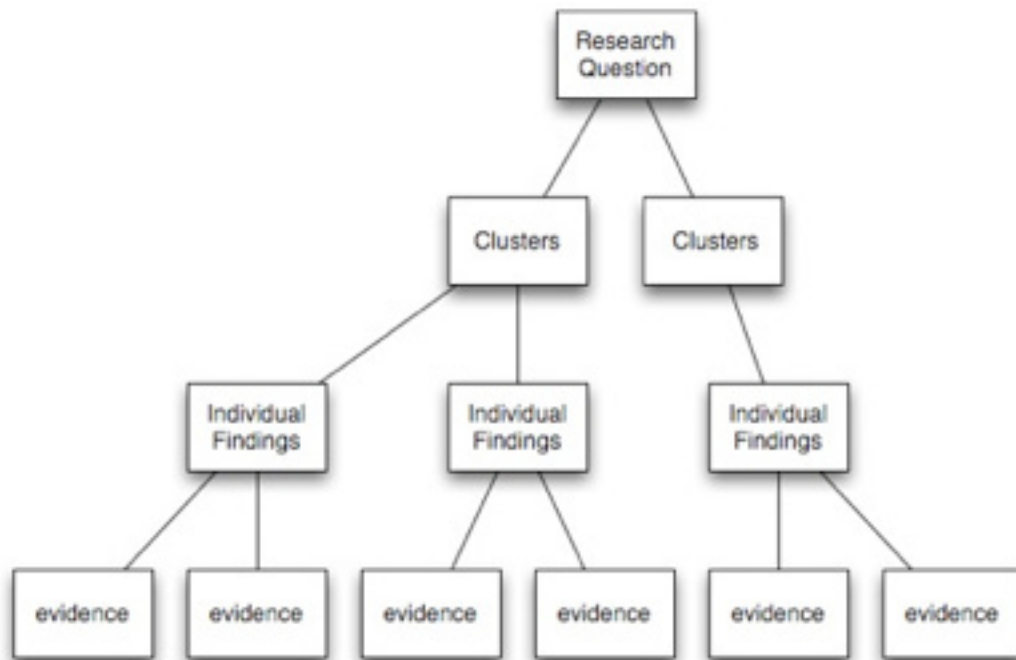 Research
Question
Clusters
Clusters
Individual
Findings
Individual
Findings
Individual
Findings
evidence
evidence
evidence
evidence
evidence
evidence